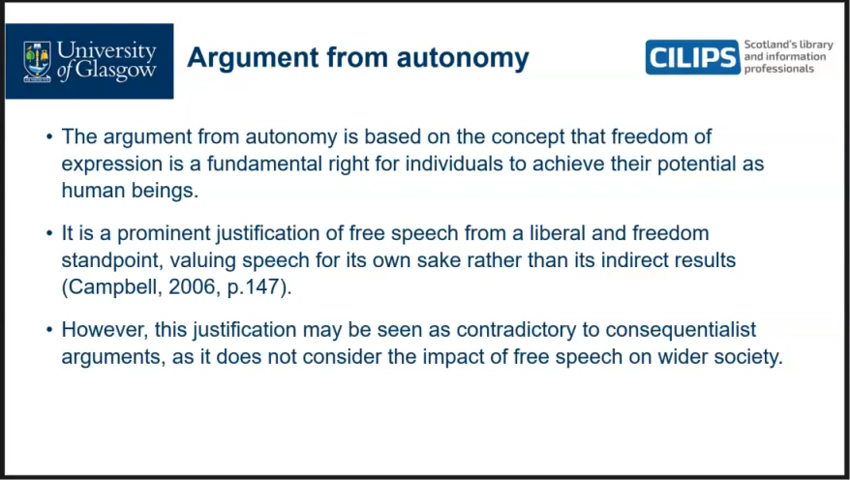 University
of Glasgow
Argument from autonomy
CILIPS
Scotland's library
and information
professionals
• The argument from autonomy is based on the concept that freedom of
expression is a fundamental right for individuals to achieve their potential as
human beings.
• It is a prominent justification of free speech from a liberal and freedom
standpoint, valuing speech for its own sake rather than its indirect results
(Campbell, 2006, p.147).
• However, this justification may be seen as contradictory to consequentialist
arguments, as it does not consider the impact of free speech on wider society.